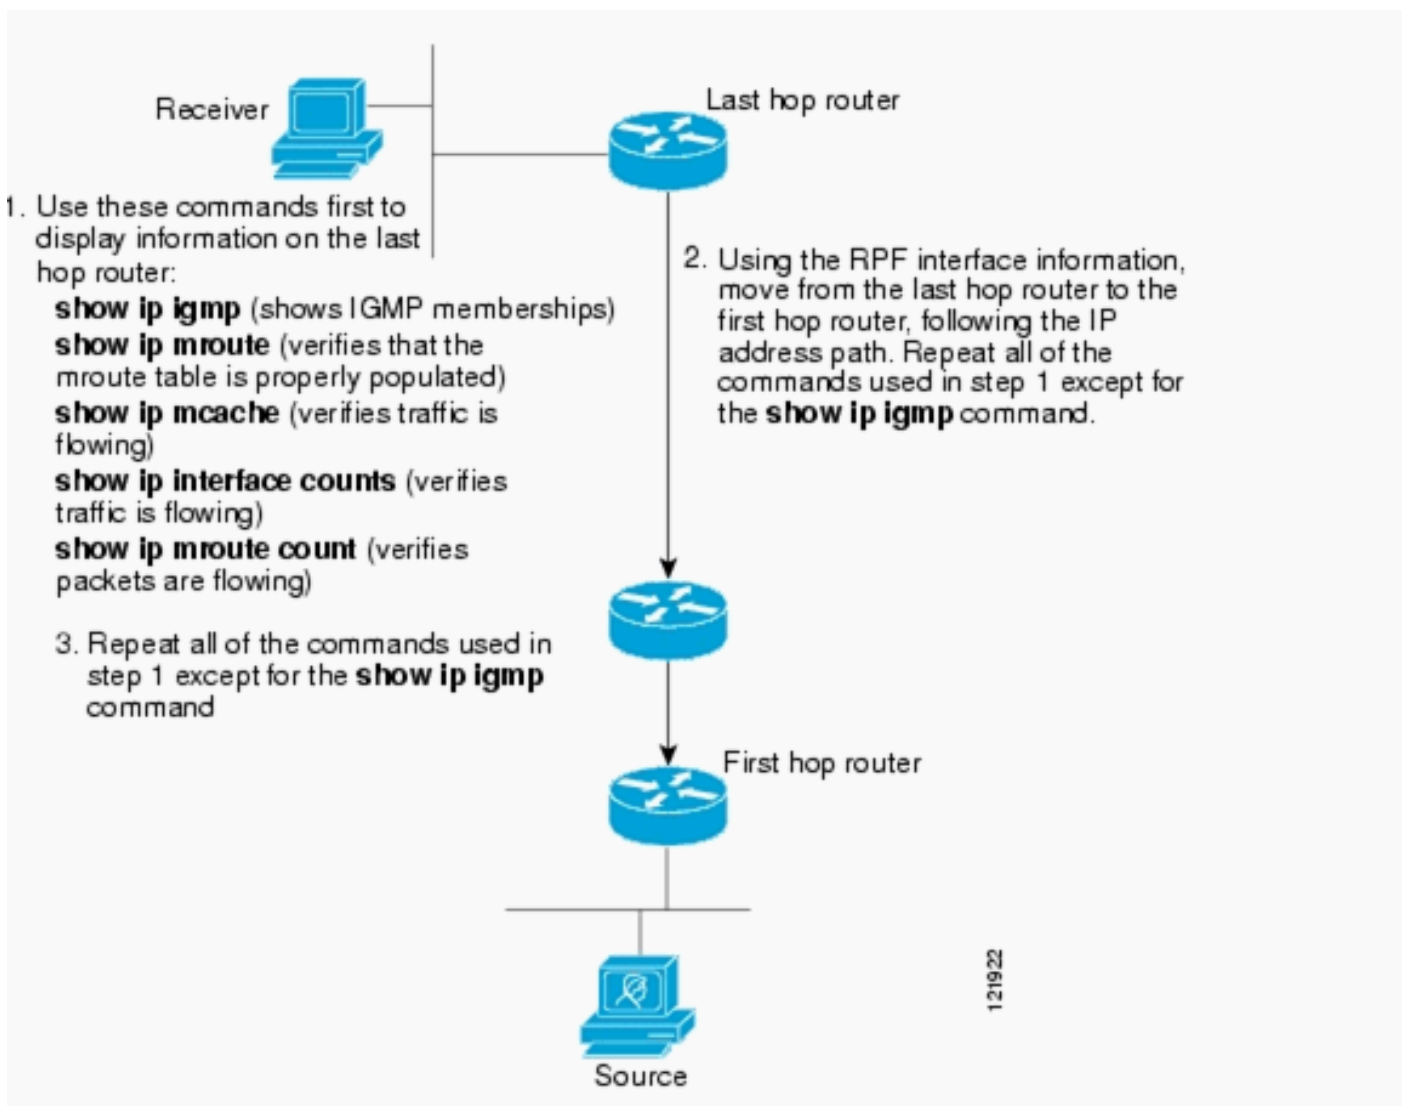 Receiver
Last hop router
1. Use these commands first to
display information on the last
hop router:
show ip igmp (shows IGMP memberships)
show ip mroute (verifies that the
mroute table is properly populated)
show ip mcache (verifies traffic is
flowing)
show ip interface counts (verifies
traffic is flowing)
show ip mroute count (verifies
packets are flowing)
2. Using the RPF interface information,
move from the last hop router to the
first hop router, following the IP
address path. Repeat all of the
commands used in step 1 except for
the show ip igmp command.
3. Repeat all of the commands used in
step 1 except for the show ip igmp
command
First hop router
Source
121922